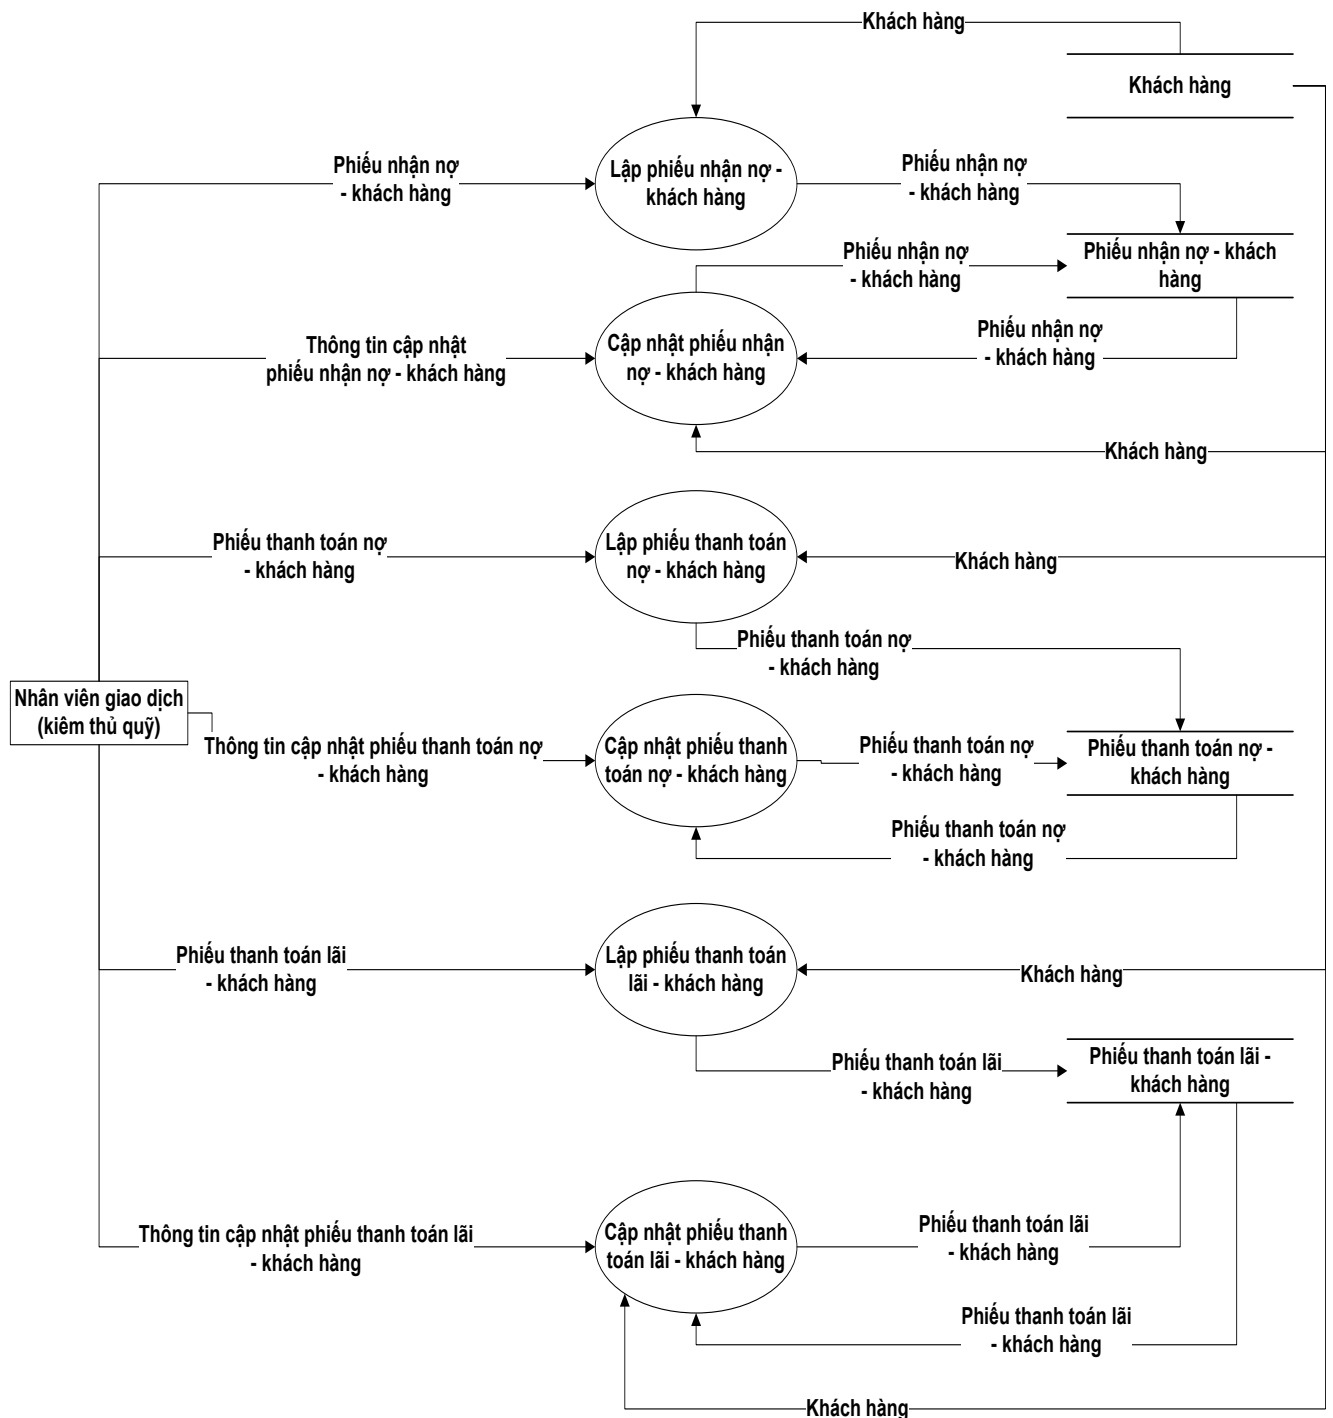 Khách hàng
Khách hàng
Phiếu nhận nợ
- khách hàng
Lập phiếu nhận nợ -
khách hàng
Phiếu nhận nợ
- khách hàng
Phiếu nhận nợ
- khách hàng
Phiếu nhận nợ - khách
hàng
Thông tin cập nhật
phiếu nhận nợ - khách hàng
Cập nhật phiếu nhận
nợ - khách hàng
Phiếu nhận nợ
- khách hàng
Khách hàng
Phiếu thanh toán nợ
- khách hàng
Lập phiếu thanh toán
nợ - khách hàng
Khách hàng
Phiếu thanh toán nợ
- khách hàng
Nhân viên giao dịch
(kiêm thủ quỹ)
Thông tin cập nhật phiếu thanh toán nợ
- khách hàng
Cập nhật phiếu thanh
toán nợ - khách hàng
Phiếu thanh toán nợ
- khách hàng
Phiếu thanh toán nợ -
khách hàng
Phiếu thanh toán nợ
- khách hàng
Phiếu thanh toán lãi
- khách hàng
Lập phiếu thanh toán
lãi - khách hàng
Khách hàng
Phiếu thanh toán lãi
- khách hàng
Phiếu thanh toán lãi -
khách hàng
Thông tin cập nhật phiếu thanh toán lãi
- khách hàng
Cập nhật phiếu thanh
toán lãi - khách hàng
Phiếu thanh toán lãi
- khách hàng
Phiếu thanh toán lãi
- khách hàng
Khách hàng